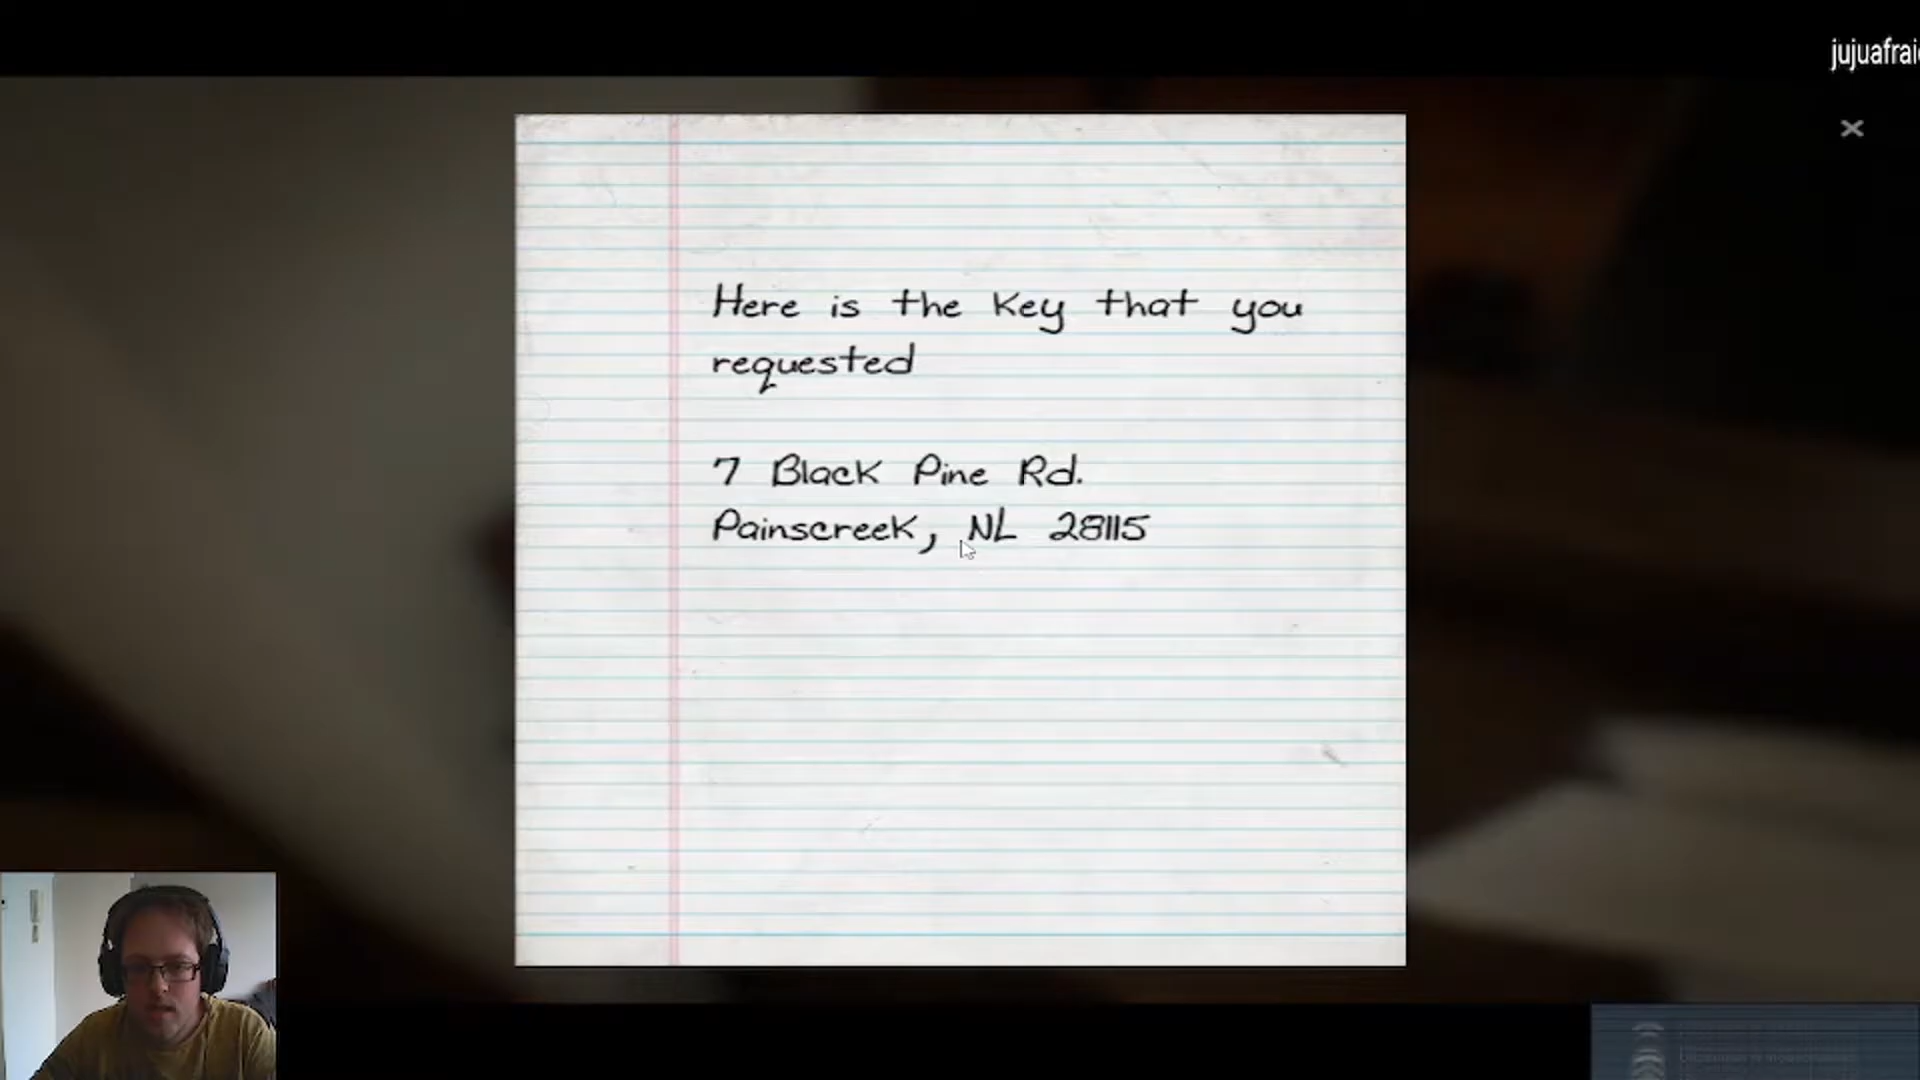 jujuafrai
Here is the key that you
requested
7 Black Pine Rd.
Painscreek, NL 28115